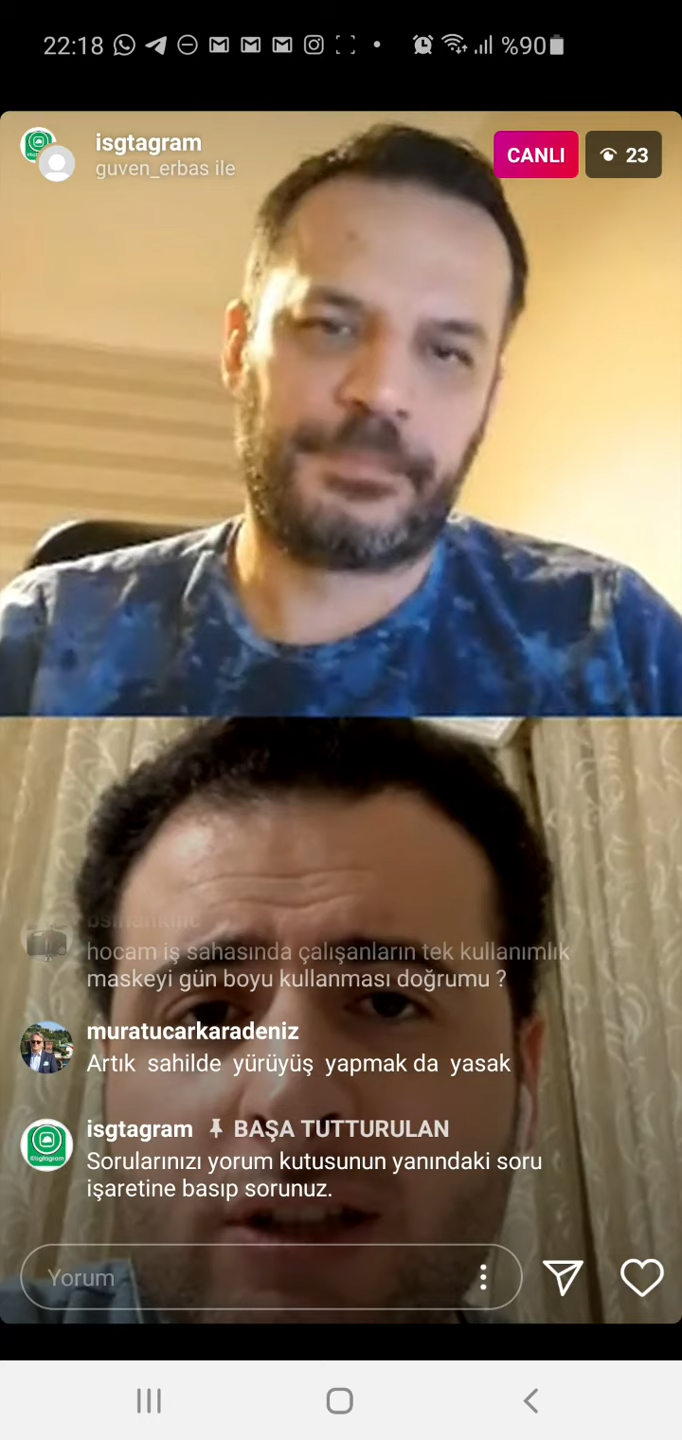 22:18
%90
isgtagram
guven_erbas ile
CANLI
23
hocam iş sahasında çalışanların tek kullanımlık
maskeyi gün boyu kullanması doğrumu ?
muratucarkaradeniz
Artık sahilde yürüyüş yapmak da yasak
isgtagram BAŞA TUTTURULAN
Sorularınızı yorum kutusunun yanındaki soru
işaretine basıp sorunuz.
Yorum